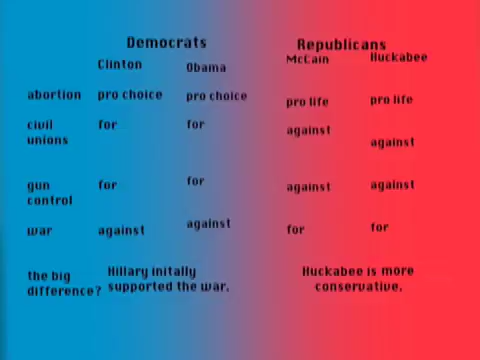 Democrats Republicans
Clinton Obama McCain Huckabee
abortion pro choice pro choice pro life pro life
civil unions for for against against
gun control for for against against
war against against for for
the big difference? Hillary initally supported the war. Huckabee is more conservative.